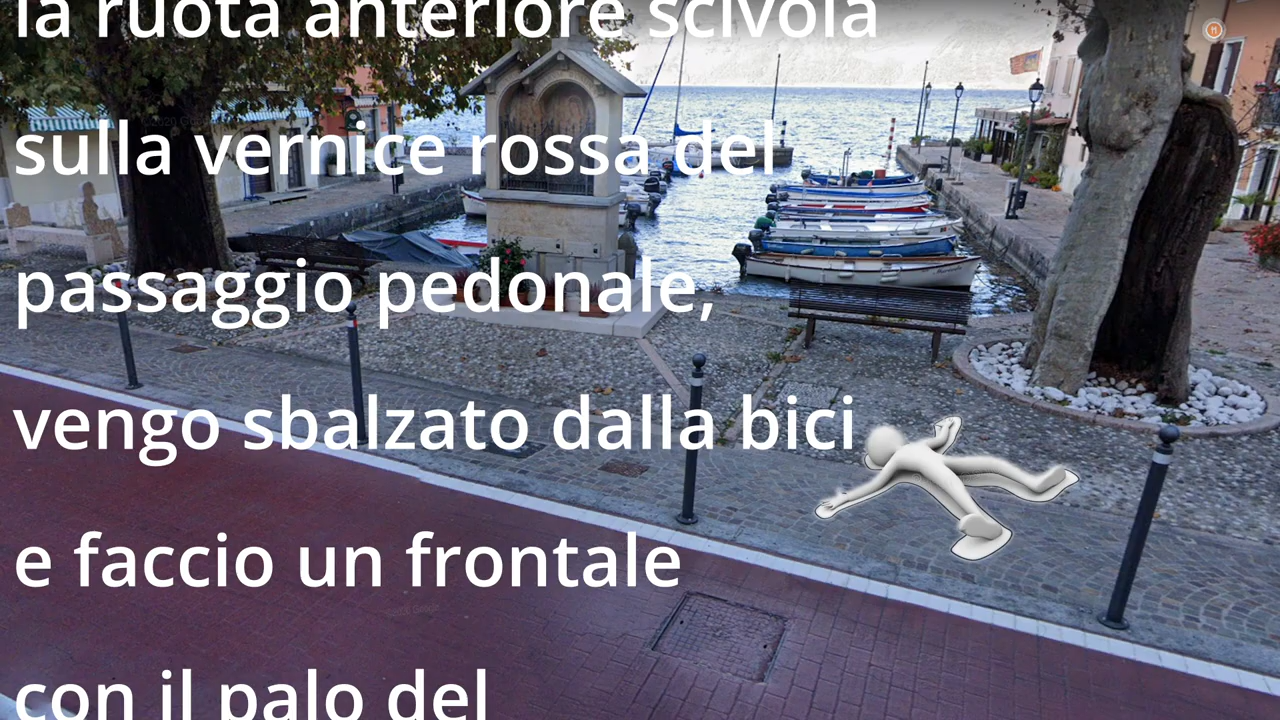 la ruota anteriore scivola
sulla vernice rossa del
passaggio pedonale,
vengo sbalzato dalla bici
e faccio un frontale
con il palo del